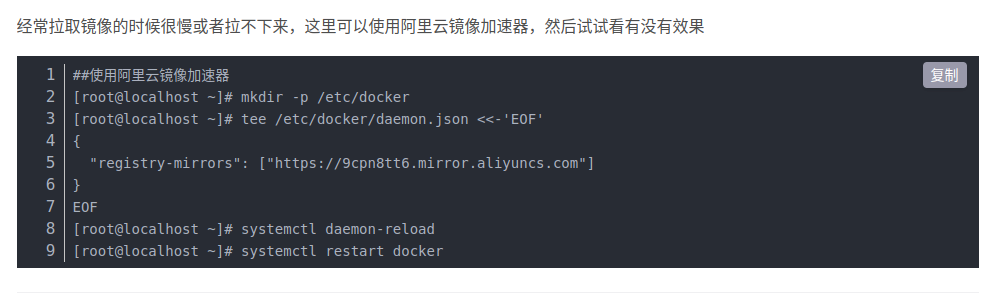 经常拉取镜像的时候很慢或者拉不下来，这里可以使用阿里云镜像加速器，然后试试看有没有效果
复制
1 ##使用阿里云镜像加速器
2 [root@localhost ~]# mkdir -p /etc/docker
3 [root@localhost ~]# tee /etc/docker/daemon.json <<-'EOF'
4 {
5   "registry-mirrors": ["https://9cpn8tt6.mirror.aliyuncs.com"]
6 }
7 EOF
8 [root@localhost ~]# systemctl daemon-reload
9 [root@localhost ~]# systemctl restart docker